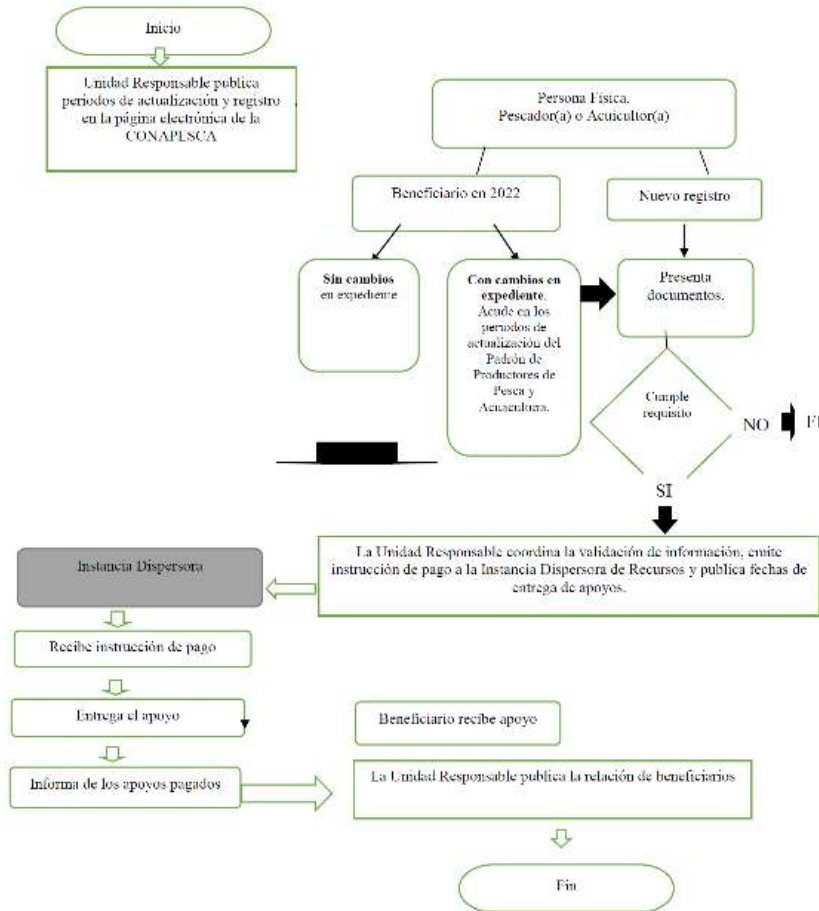 Inicio
Unidad Responsable publica
periodos de actualización y registro
en la página electrónica de la
CONAPESCA
Persona Física.
Pescador(a) o Acuicultor(a)
Beneficiario en 2022
Nuevo registro
Sin cambios
en expediente
Con cambios en
expediente.
Acude en los
periodos de
actualización del
Padrón de
Productores de
Pesca y
Acuacultura.
Presenta
documentos.
Cumple
requisito
NO
FI
SI
La Unidad Responsable coordina la validación de información, emite
instrucción de pago a la Instancia Dispersora de Recursos y publica fechas de
entrega de apoyos.
Instancia Dispersora
Recibe instrucción de pago
Entrega el apoyo
Beneficiario recibe apoyo
Informa de los apoyos pagados
La Unidad Responsable publica la relación de beneficiarios
Fin